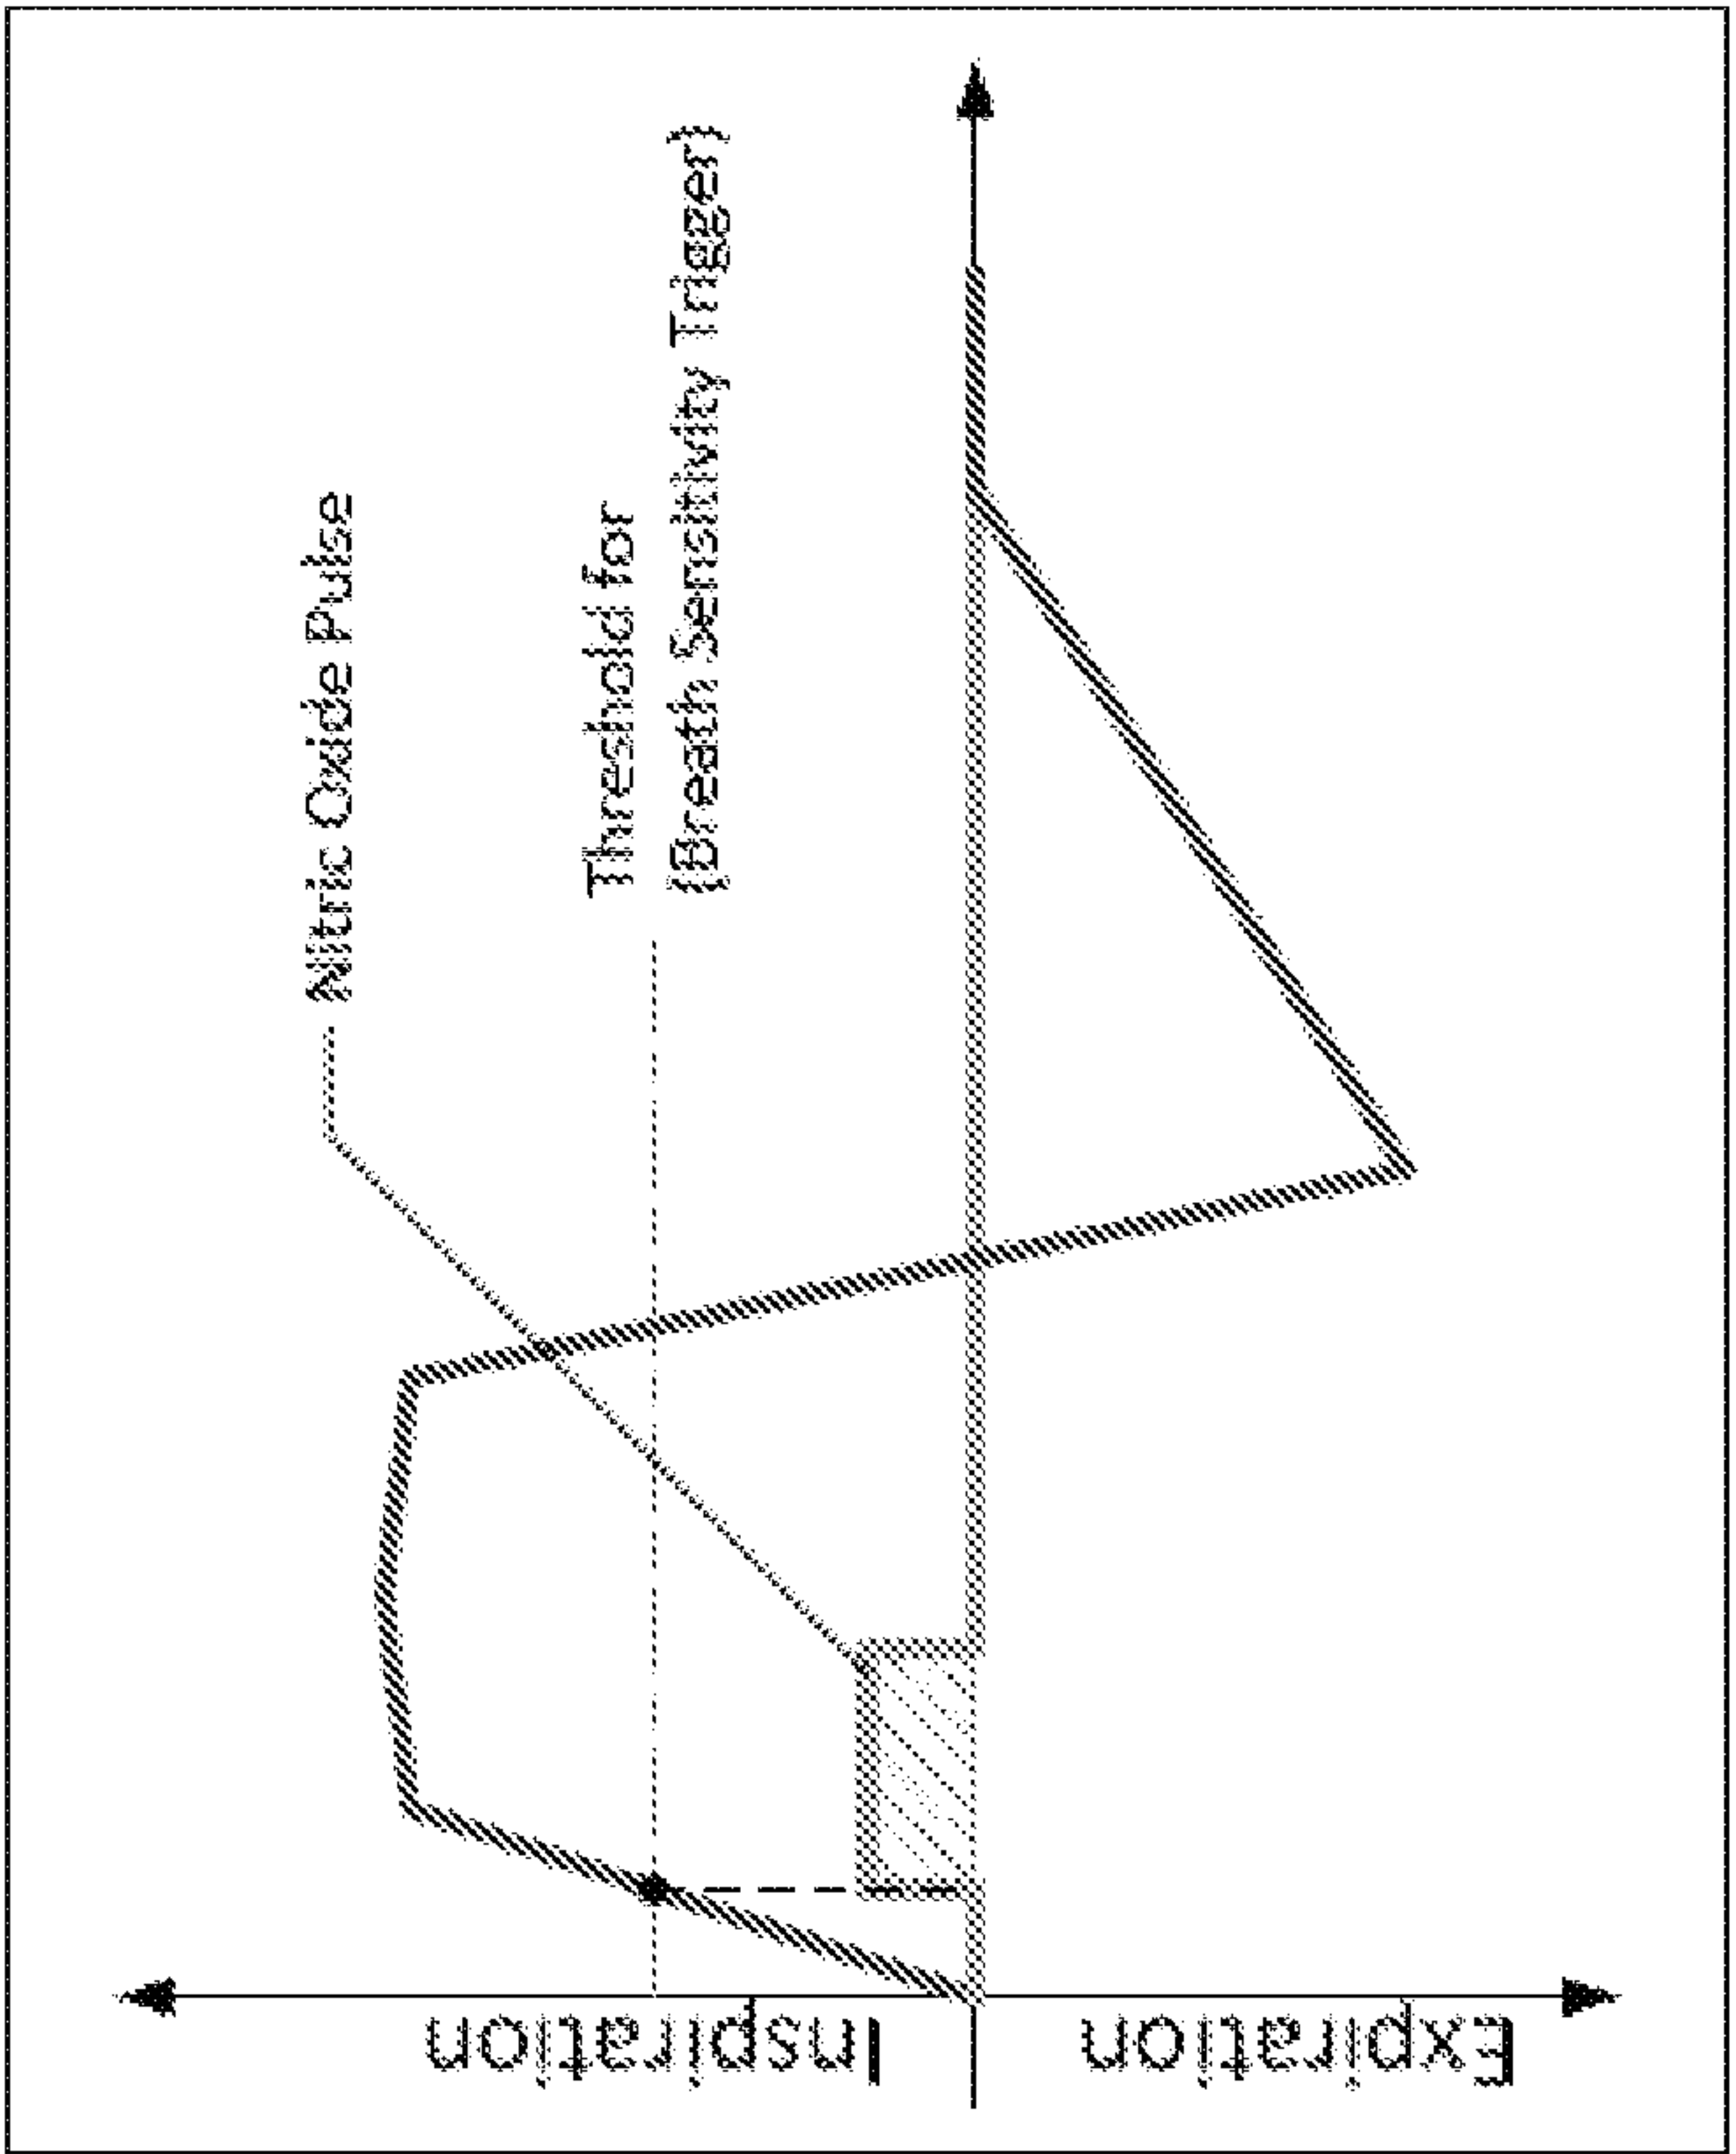 Nitric Oxide Pulse
Threshold for
(Breath Sensitivity Trigger)
Inspiration
Expiration